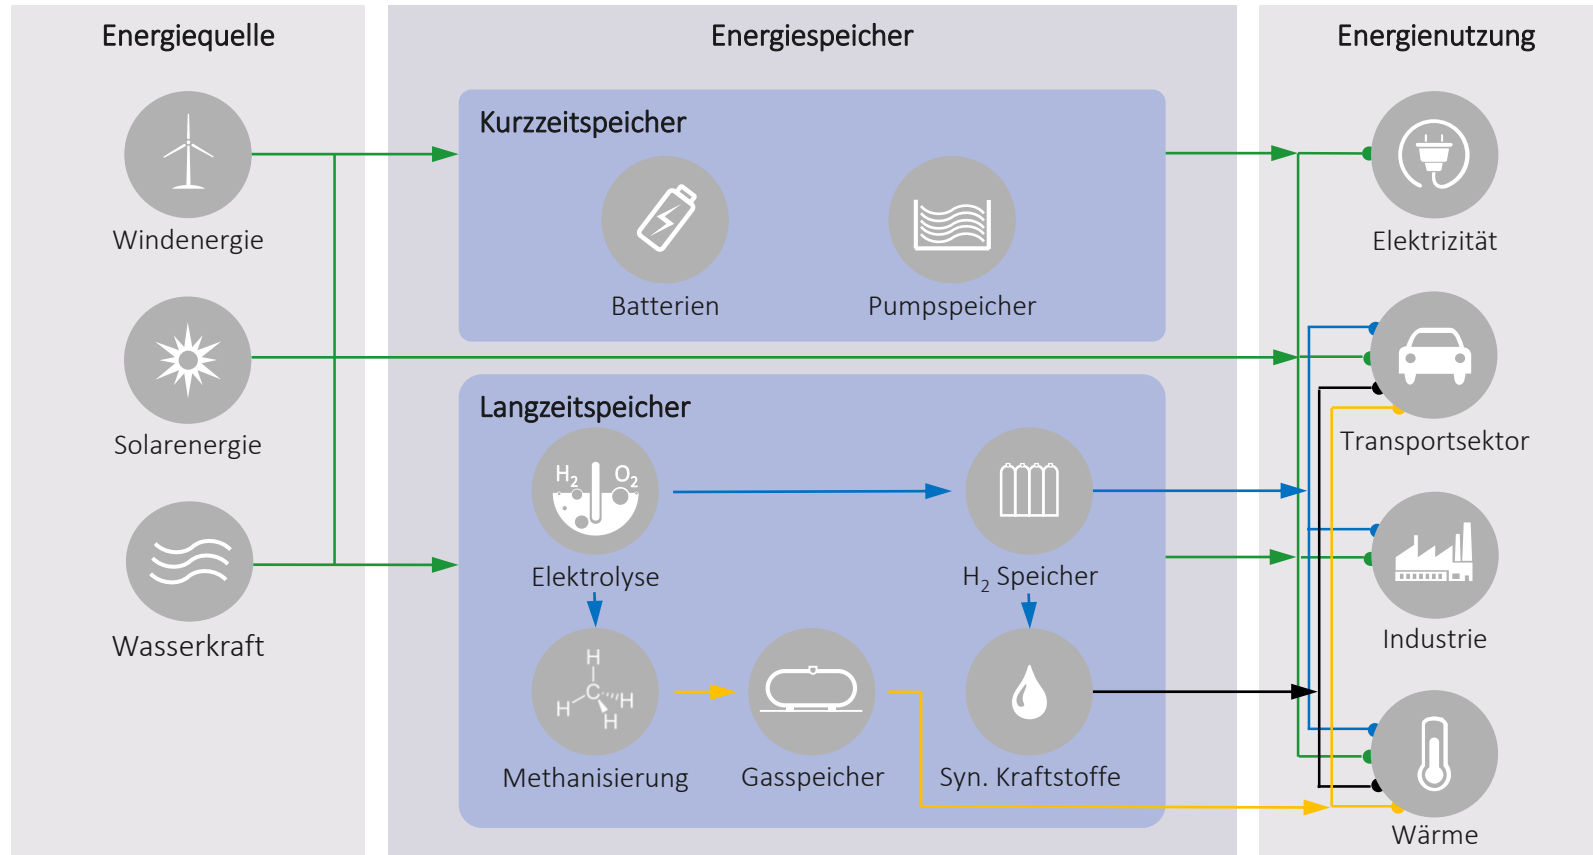 Energiequelle
Windenergie
Solarenergie
Wasserkraft
Energiespeicher
Kurzzeitspeicher
Batterien
Pumpspeicher
Langzeitspeicher
H₂ O₂
Elektrolyse
H₂ Speicher
H
C
H
H
H
Methanisierung
Gasspeicher
Syn. Kraftstoffe
Energienutzung
Elektrizität
Transportsektor
Industrie
Wärme